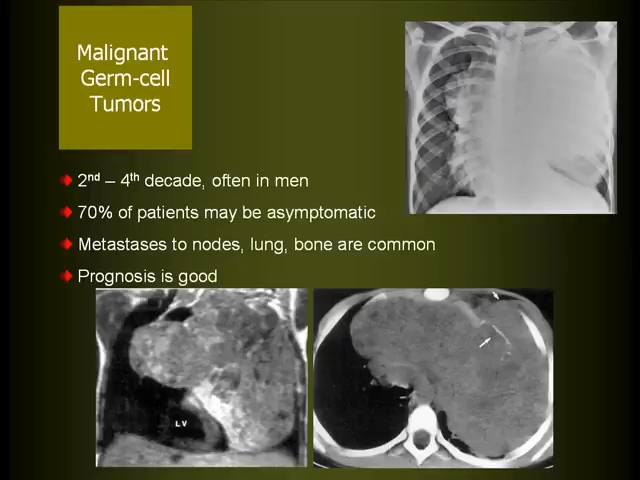 Malignant
Germ-cell
Tumors
2nd – 4th decade, often in men
70% of patients may be asymptomatic
Metastases to nodes, lung, bone are common
Prognosis is good
LV